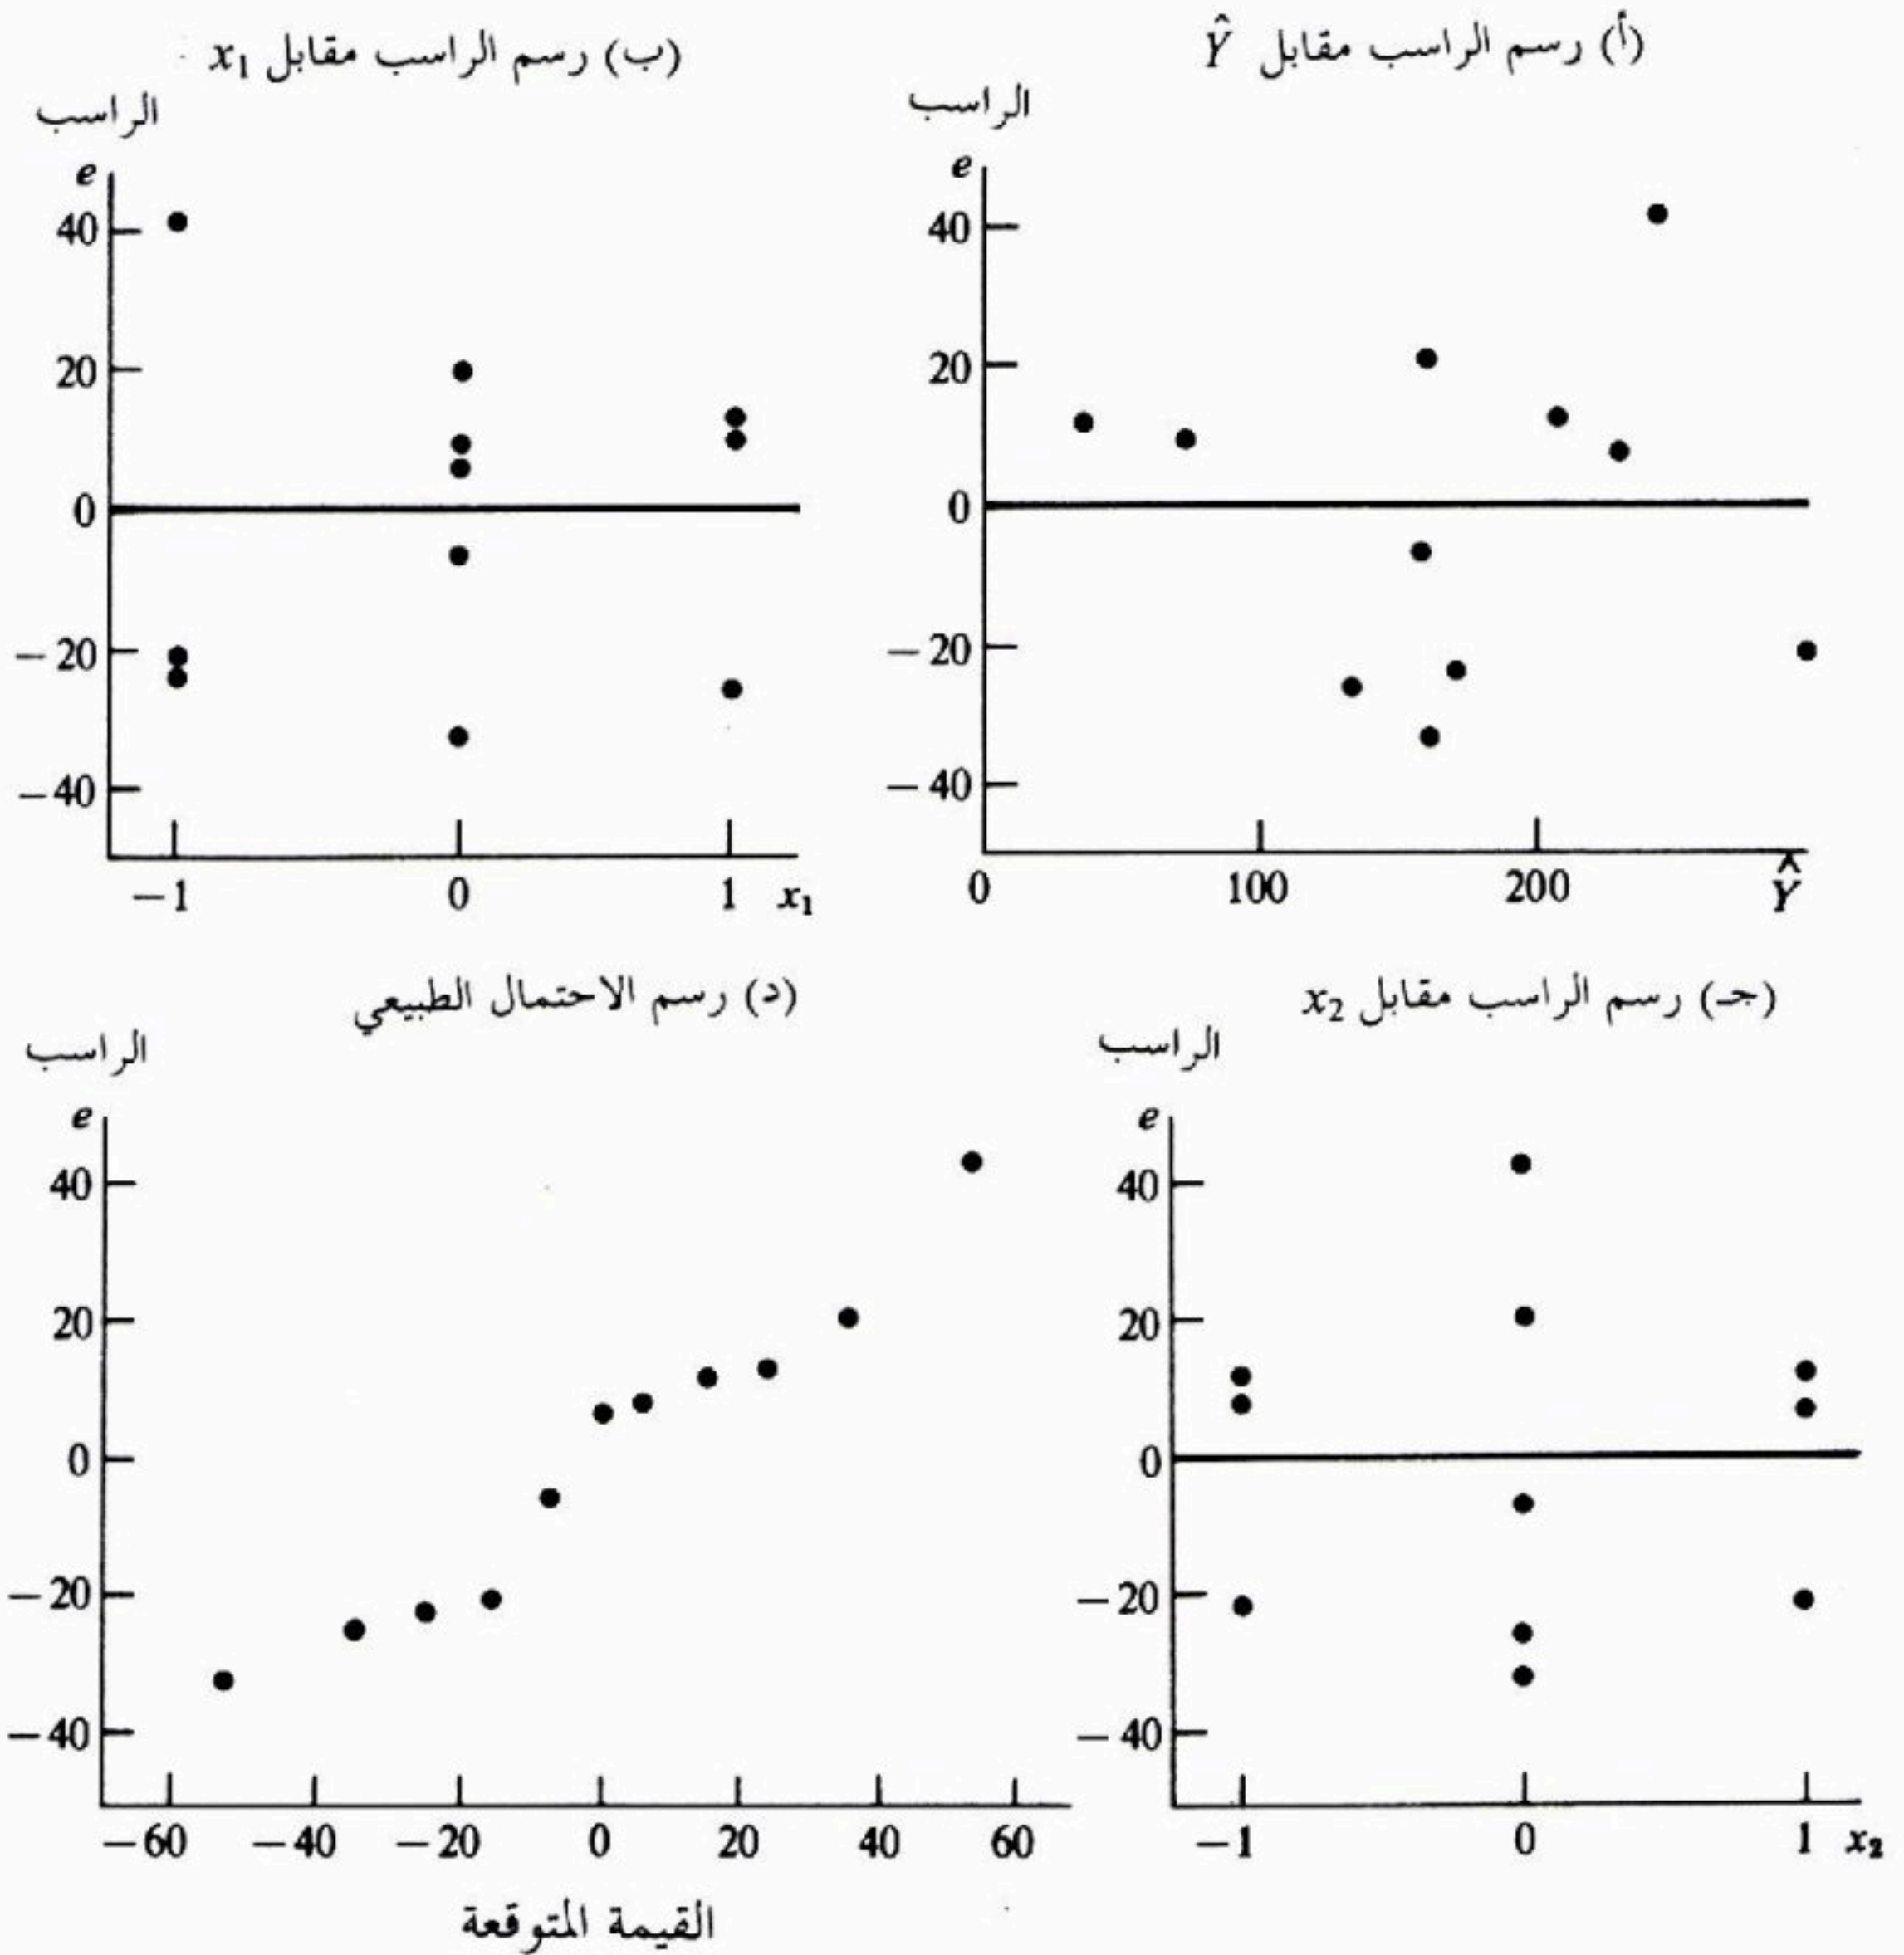 (أ) رسم الراسب مقابل Ŷ
الراسب
e
40
20
0
−20
−40
0 100 200 Ŷ
(ب) رسم الراسب مقابل x₁
الراسب
e
40
20
0
−20
−40
−1 0 1 x₁
(جـ) رسم الراسب مقابل x₂
الراسب
e
40
20
0
−20
−40
−1 0 1 x₂
(د) رسم الاحتمال الطبيعي
الراسب
e
40
20
0
−20
−40
−60 −40 −20 0 20 40 60
القيمة المتوقعة